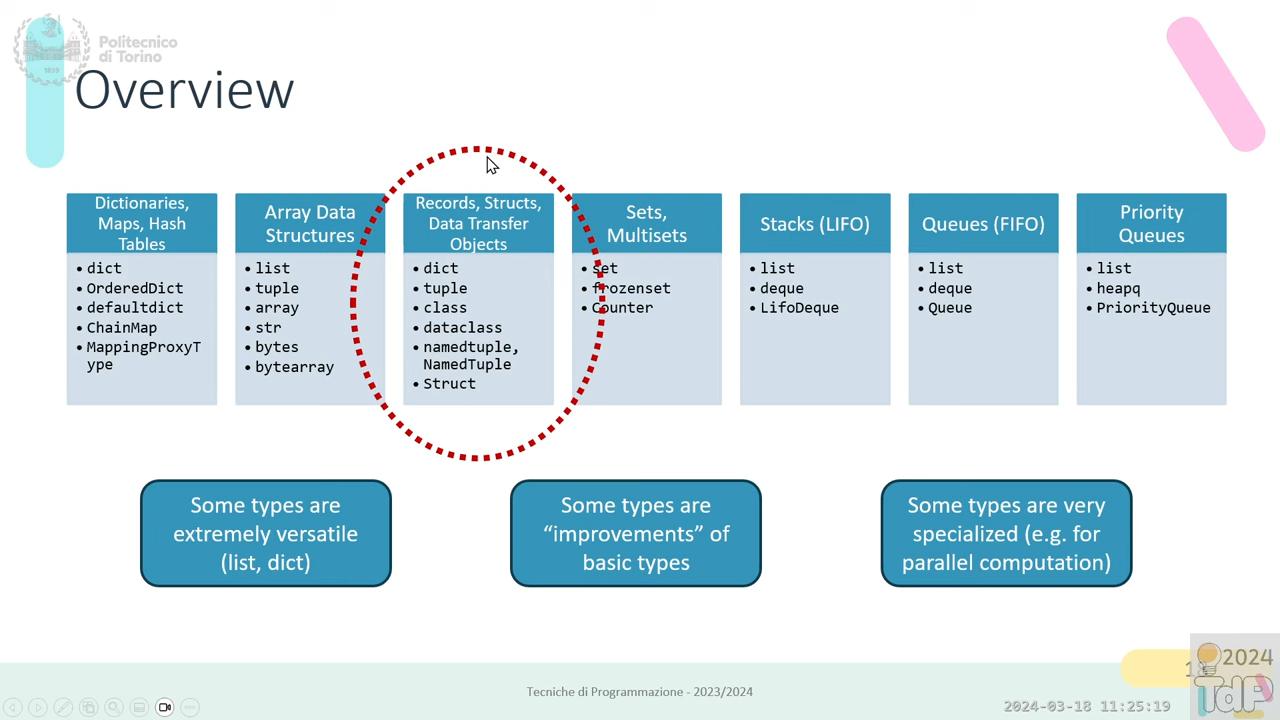 Politecnico
di Torino
1859
Overview
Dictionaries,
Maps, Hash
Tables
• dict
• OrderedDict
• defaultdict
• ChainMap
• MappingProxyT
ype
Array Data
Structures
• list
• tuple
• array
• str
• bytes
• bytearray
Records, Structs,
Data Transfer
Objects
• dict
• tuple
• class
• dataclass
• namedtuple,
NamedTuple
• Struct
Sets,
Multisets
• set
• frozenset
• Counter
Stacks (LIFO)
• list
• deque
• LifoDeque
Queues (FIFO)
• list
• deque
• Queue
Priority
Queues
• list
• heapq
• PriorityQueue
Some types are
extremely versatile
(list, dict)
Some types are
“improvements” of
basic types
Some types are very
specialized (e.g. for
parallel computation)
Tecniche di Programmazione - 2023/2024
2024-03-18 11:25:19
2024
TdP